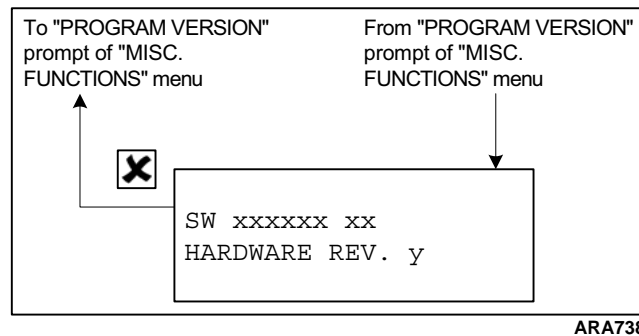 To "PROGRAM VERSION"
prompt of "MISC.
FUNCTIONS" menu
From "PROGRAM VERSION"
prompt of "MISC.
FUNCTIONS" menu
SW xxxxxx xx
HARDWARE REV. y
ARA738